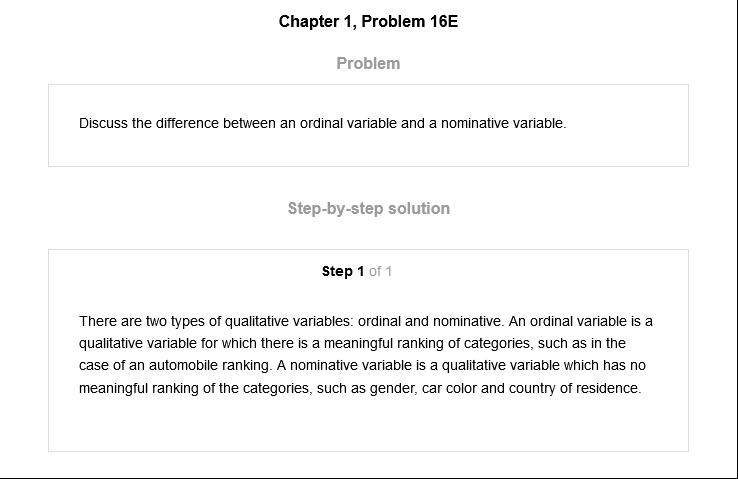 Chapter 1, Problem 16E
Problem
Discuss the difference between an ordinal variable and a nominative variable.
Step-by-step solution
Step 1 of 1
There are two types of qualitative variables: ordinal and nominative. An ordinal variable is a
qualitative variable for which there is a meaningful ranking of categories, such as in the
case of an automobile ranking. A nominative variable is a qualitative variable which has no
meaningful ranking of the categories, such as gender, car color and country of residence.